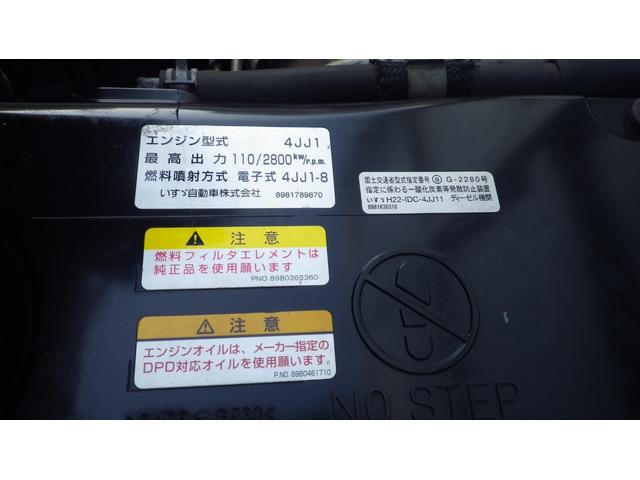 エンジン型式 4JJ1
最高出力 110/2800kw/r.p.m.
燃料噴射方式 電子式 4JJ1-8
いすゞ自動車株式会社 8981789870
国土交通省型式指定番号 ⓐ G-2280号
指定に係わる一酸化炭素等発散防止装置
いすゞH22-IDC-4JJ11 ディーゼル機関
8981830310
注意
燃料フィルタエレメントは
純正品を使用願います
PNO 8980365360
注意
エンジンオイルは、メーカー指定の
DPD対応オイルを使用願います。
P.NO. 8980461710
NO STEP